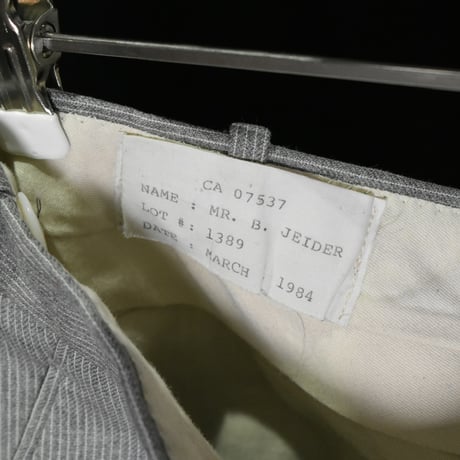 CA 07537
NAME : MR. B. JEIDER
LOT #: 1389
DATE : MARCH 1984